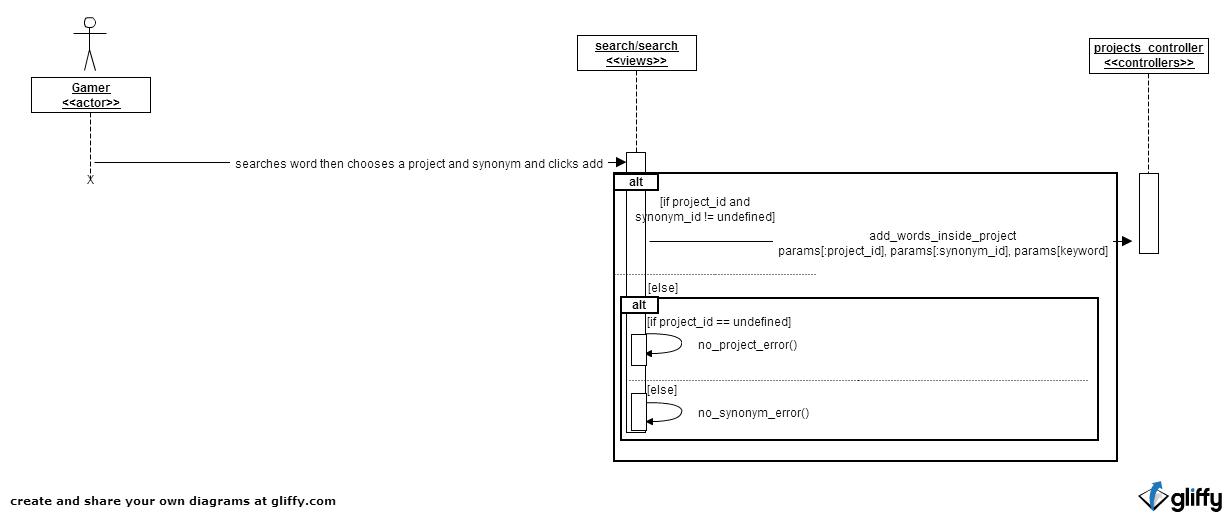 Gamer
<<actor>>
search/search
<<views>>
projects_controller
<<controllers>>
searches word then chooses a project and synonym and clicks add
X
alt
[if project_id and
synonym_id != undefined]
add_words_inside_project
params[:project_id], params[:synonym_id], params[keyword]
[else]
alt
[if project_id == undefined]
no_project_error()
[else]
no_synonym_error()
create and share your own diagrams at gliffy.com
gliffy